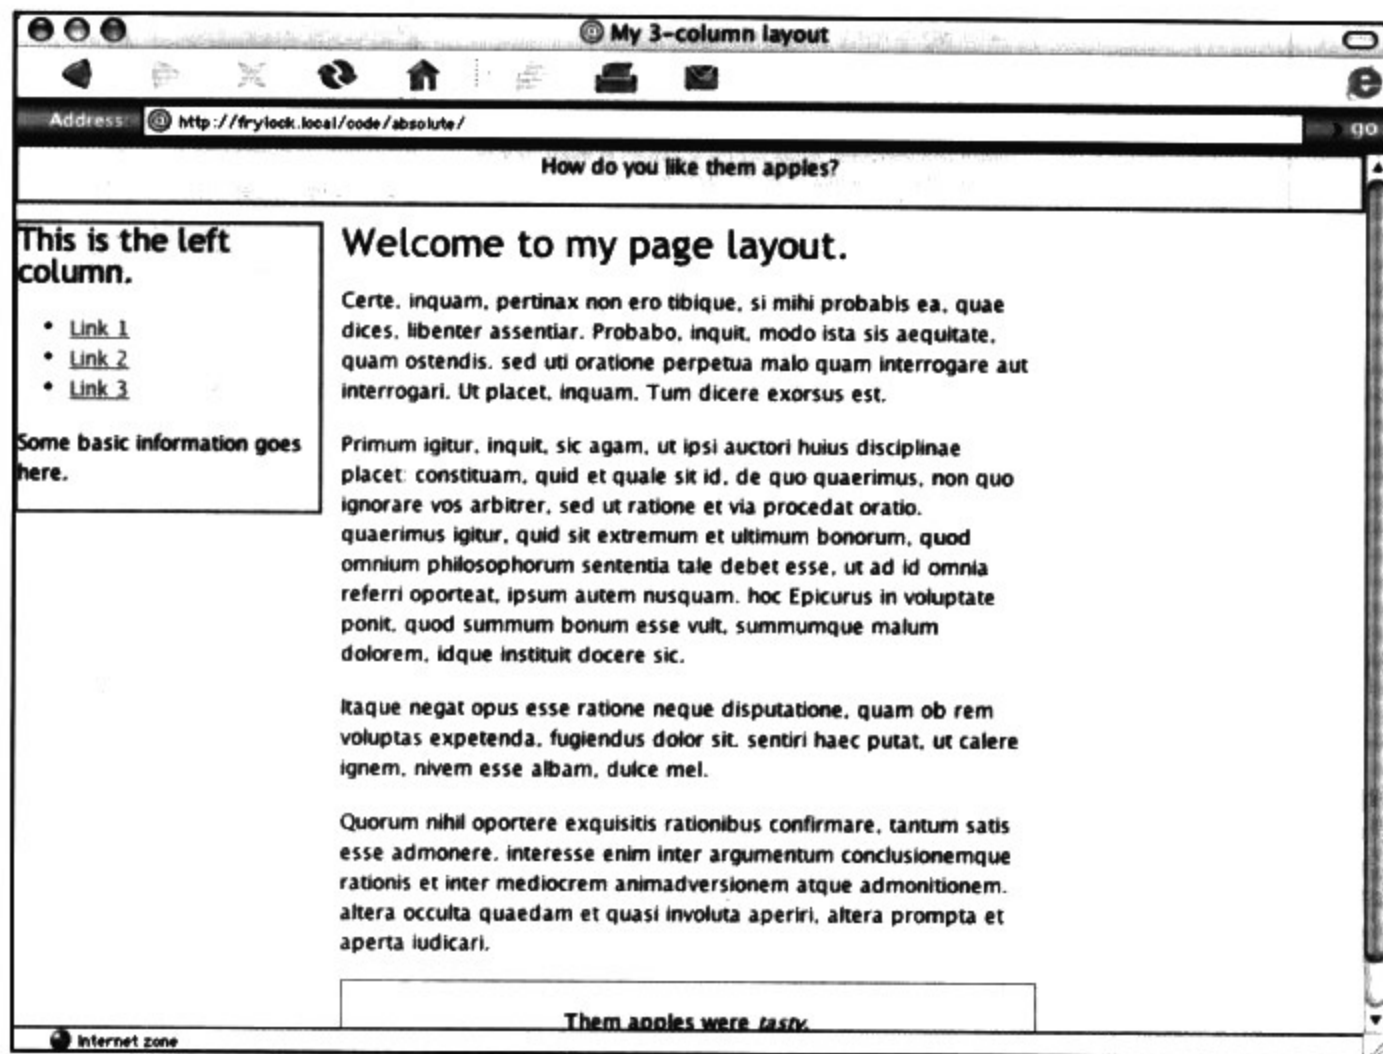 My 3-column layout
Address: http://frylock.local/code/absolute/ go
How do you like them apples?
This is the left
column.
Link 1
Link 2
Link 3
Some basic information goes
here.
Welcome to my page layout.
Certe, inquam, pertinax non ero tibique, si mihi probabis ea, quae
dices, libenter assentiar. Probabo, inquit, modo ista sis aequitate,
quam ostendis. sed uti oratione perpetua malo quam interrogare aut
interrogari. Ut placet, inquam. Tum dicere exorsus est.
Primum igitur, inquit, sic agam, ut ipsi auctori huius disciplinae
placet: constituam, quid et quale sit id, de quo quaerimus, non quo
ignorare vos arbitrer, sed ut ratione et via procedat oratio.
quaerimus igitur, quid sit extremum et ultimum bonorum, quod
omnium philosophorum sententia tale debet esse, ut ad id omnia
referri oporteat, ipsum autem nusquam. hoc Epicurus in voluptate
ponit, quod summum bonum esse vult, summumque malum
dolorem, idque instituit docere sic.
Itaque negat opus esse ratione neque disputatione, quam ob rem
voluptas expetenda, fugiendus dolor sit. sentiri haec putat, ut calere
ignem, nivem esse albam, dulce mel.
Quorum nihil oportere exquisitis rationibus confirmare, tantum satis
esse admonere. interesse enim inter argumentum conclusionemque
rationis et inter mediocrem animadversionem atque admonitionem.
altera occulta quaedam et quasi involuta aperiri, altera prompta et
aperta iudicari.
Them apples were tasty.
Internet zone